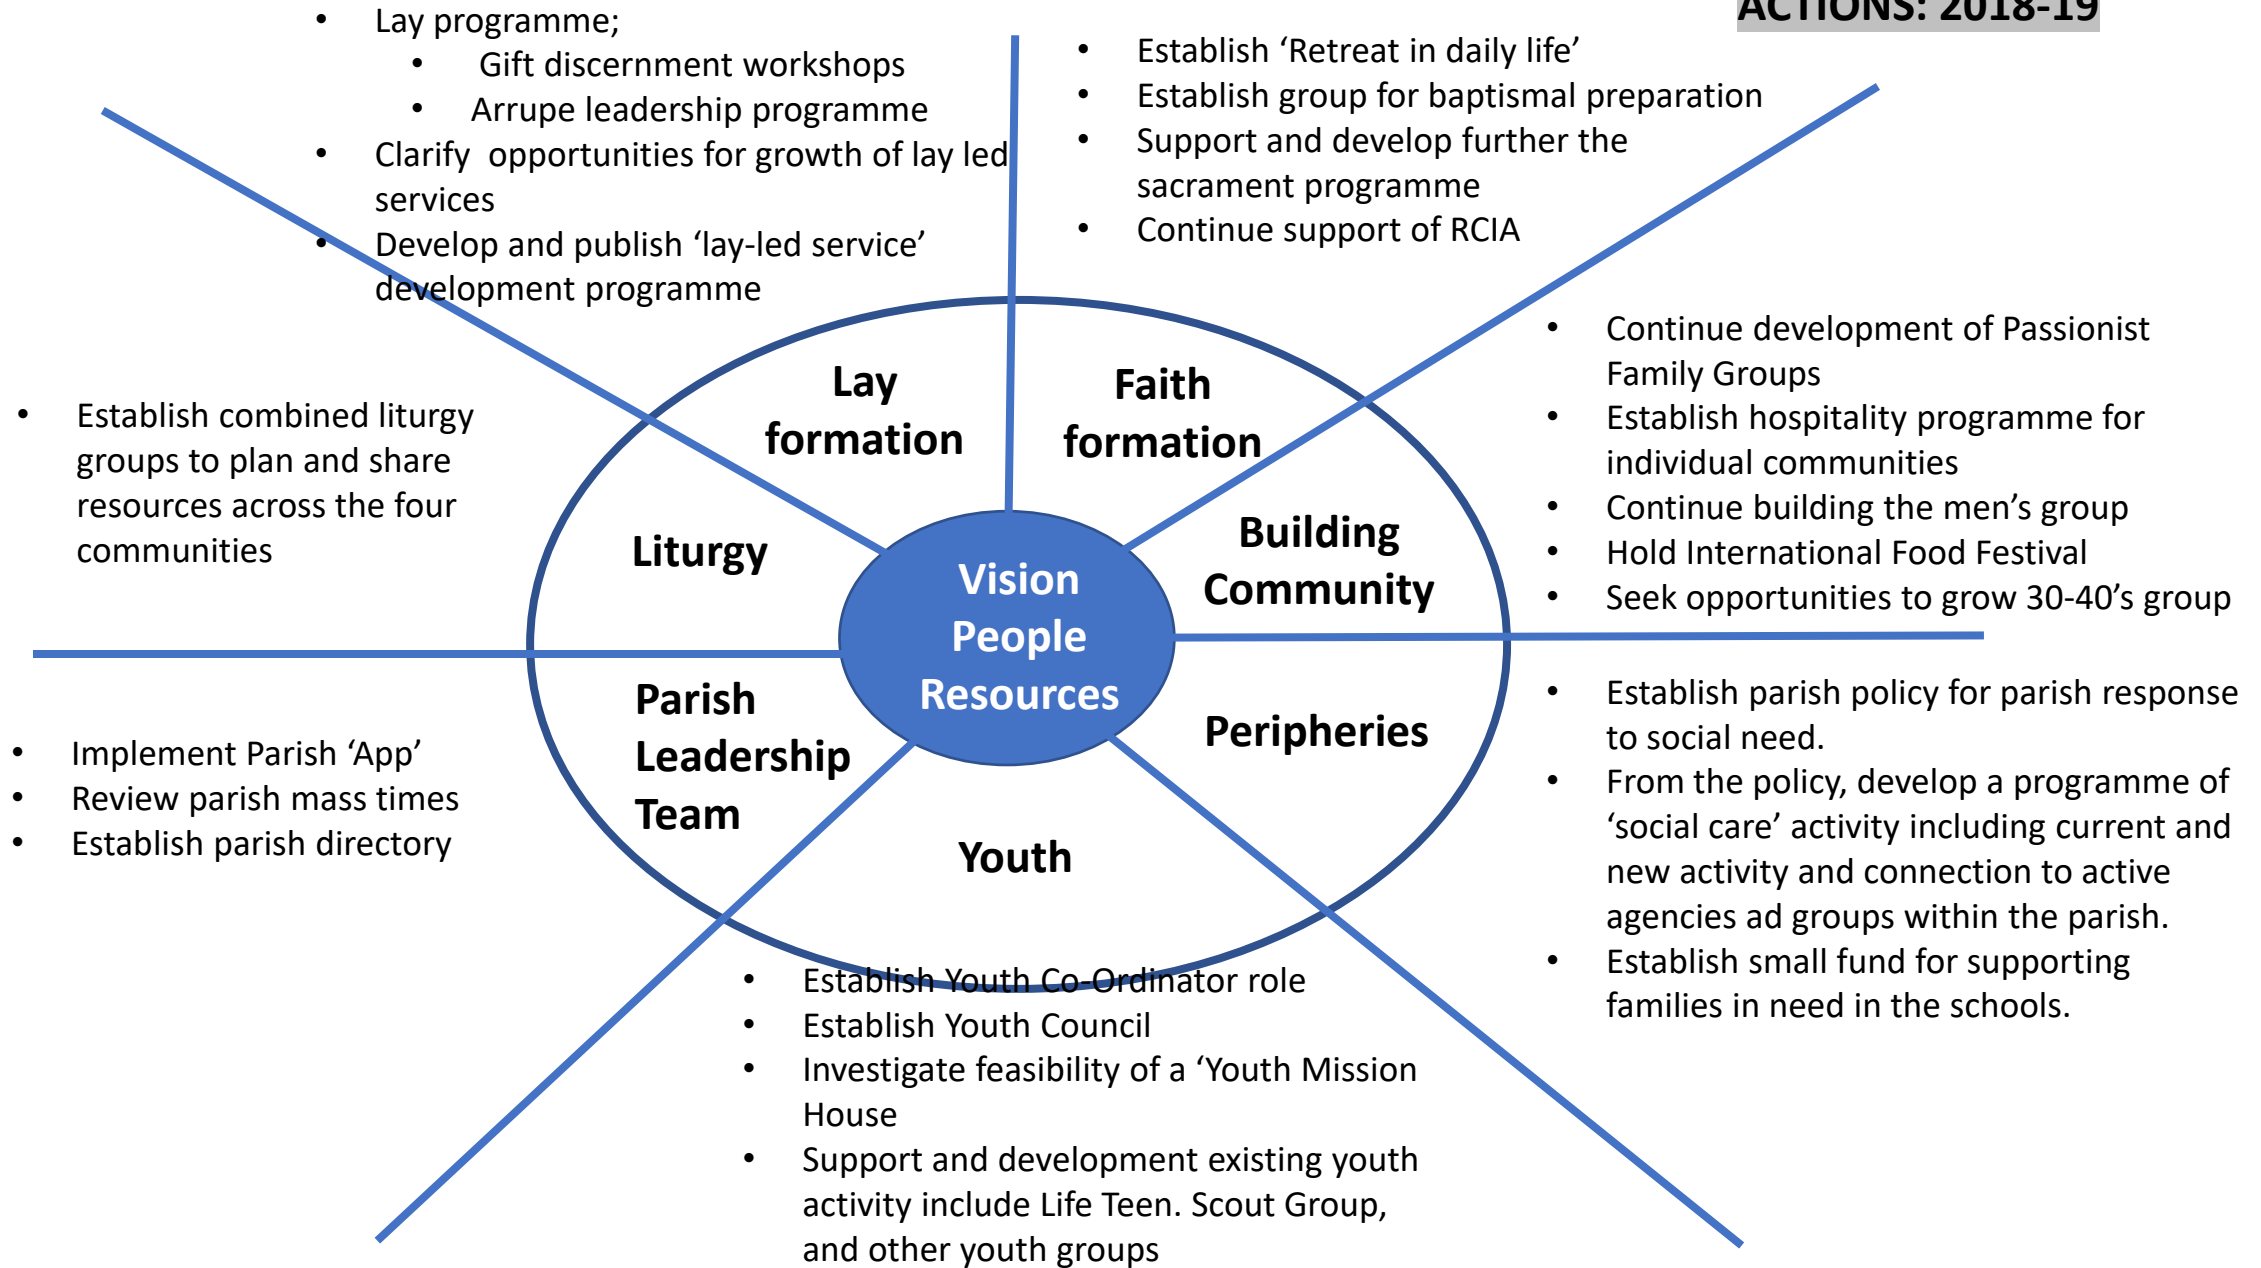 ACTIONS: 2018-19
• Lay programme;
• Gift discernment workshops
• Arrupe leadership programme
• Clarify opportunities for growth of lay led
services
• Develop and publish ‘lay-led service’
development programme
• Establish ‘Retreat in daily life’
• Establish group for baptismal preparation
• Support and develop further the
sacrament programme
• Continue support of RCIA
• Continue development of Passionist
Family Groups
• Establish hospitality programme for
individual communities
• Continue building the men’s group
• Hold International Food Festival
• Seek opportunities to grow 30-40’s group
• Establish combined liturgy
groups to plan and share
resources across the four
communities
Lay
formation
Faith
formation
Liturgy
Building
Community
Vision
People
Resources
Parish
Leadership
Team
Peripheries
Youth
• Implement Parish ‘App’
• Review parish mass times
• Establish parish directory
• Establish parish policy for parish response
to social need.
• From the policy, develop a programme of
‘social care’ activity including current and
new activity and connection to active
agencies ad groups within the parish.
• Establish small fund for supporting
families in need in the schools.
• Establish Youth Co-Ordinator role
• Establish Youth Council
• Investigate feasibility of a ‘Youth Mission
House
• Support and development existing youth
activity include Life Teen. Scout Group,
and other youth groups